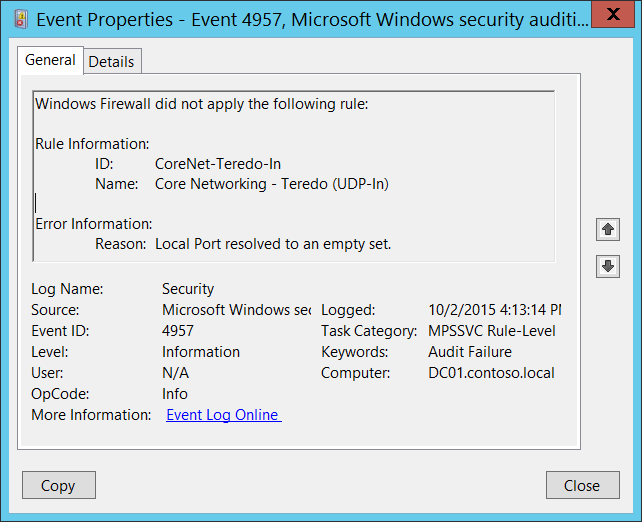 Event Properties - Event 4957, Microsoft Windows security auditi...
X
General Details
Windows Firewall did not apply the following rule:
Rule Information:
ID: CoreNet-Teredo-In
Name: Core Networking - Teredo (UDP-In)
Error Information:
Reason: Local Port resolved to an empty set.
Log Name: Security
Source: Microsoft Windows sec Logged: 10/2/2015 4:13:14 PM
Event ID: 4957 Task Category: MPSSVC Rule-Level
Level: Information Keywords: Audit Failure
User: N/A Computer: DC01.contoso.local
OpCode: Info
More Information: Event Log Online
Copy Close